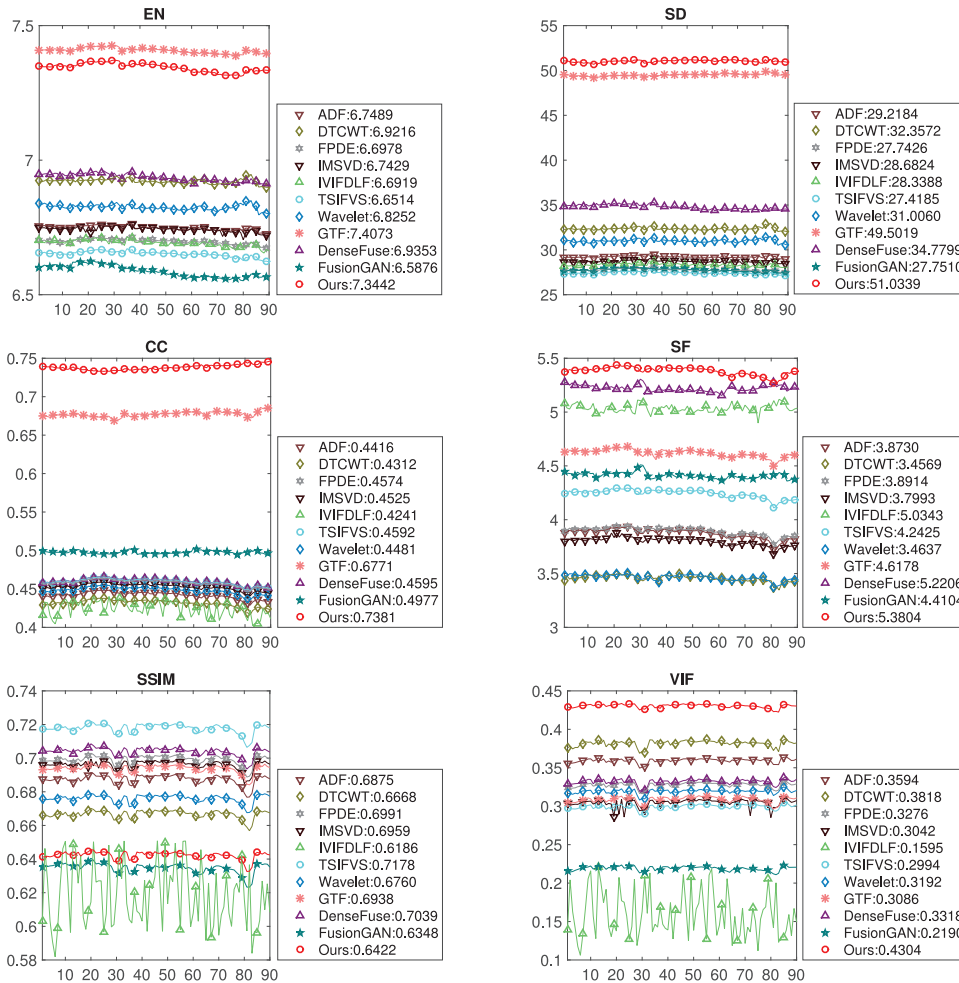 EN
7.5
7
6.5
10 20 30 40 50 60 70 80 90
ADF:6.7489
DTCWT:6.9216
FPDE:6.6978
IMSVD:6.7429
IVIFDLF:6.6919
TSIFVS:6.6514
Wavelet:6.8252
GTF:7.4073
DenseFuse:6.9353
FusionGAN:6.5876
Ours:7.3442
SD
55
50
45
40
35
30
25
10 20 30 40 50 60 70 80 90
ADF:29.2184
DTCWT:32.3572
FPDE:27.7426
IMSVD:28.6824
IVIFDLF:28.3388
TSIFVS:27.4185
Wavelet:31.0060
GTF:49.5019
DenseFuse:34.7799
FusionGAN:27.7510
Ours:51.0339
CC
0.75
0.7
0.65
0.6
0.55
0.5
0.45
0.4
10 20 30 40 50 60 70 80 90
ADF:0.4416
DTCWT:0.4312
FPDE:0.4574
IMSVD:0.4525
IVIFDLF:0.4241
TSIFVS:0.4592
Wavelet:0.4481
GTF:0.6771
DenseFuse:0.4595
FusionGAN:0.4977
Ours:0.7381
SF
5.5
5
4.5
4
3.5
3
10 20 30 40 50 60 70 80 90
ADF:3.8730
DTCWT:3.4569
FPDE:3.8914
IMSVD:3.7993
IVIFDLF:5.0343
TSIFVS:4.2425
Wavelet:3.4637
GTF:4.6178
DenseFuse:5.2206
FusionGAN:4.4104
Ours:5.3804
SSIM
0.74
0.72
0.7
0.68
0.66
0.64
0.62
0.6
0.58
10 20 30 40 50 60 70 80 90
ADF:0.6875
DTCWT:0.6668
FPDE:0.6991
IMSVD:0.6959
IVIFDLF:0.6186
TSIFVS:0.7178
Wavelet:0.6760
GTF:0.6938
DenseFuse:0.7039
FusionGAN:0.6348
Ours:0.6422
VIF
0.45
0.4
0.35
0.3
0.25
0.2
0.15
0.1
10 20 30 40 50 60 70 80 90
ADF:0.3594
DTCWT:0.3818
FPDE:0.3276
IMSVD:0.3042
IVIFDLF:0.1595
TSIFVS:0.2994
Wavelet:0.3192
GTF:0.3086
DenseFuse:0.3318
FusionGAN:0.2190
Ours:0.4304